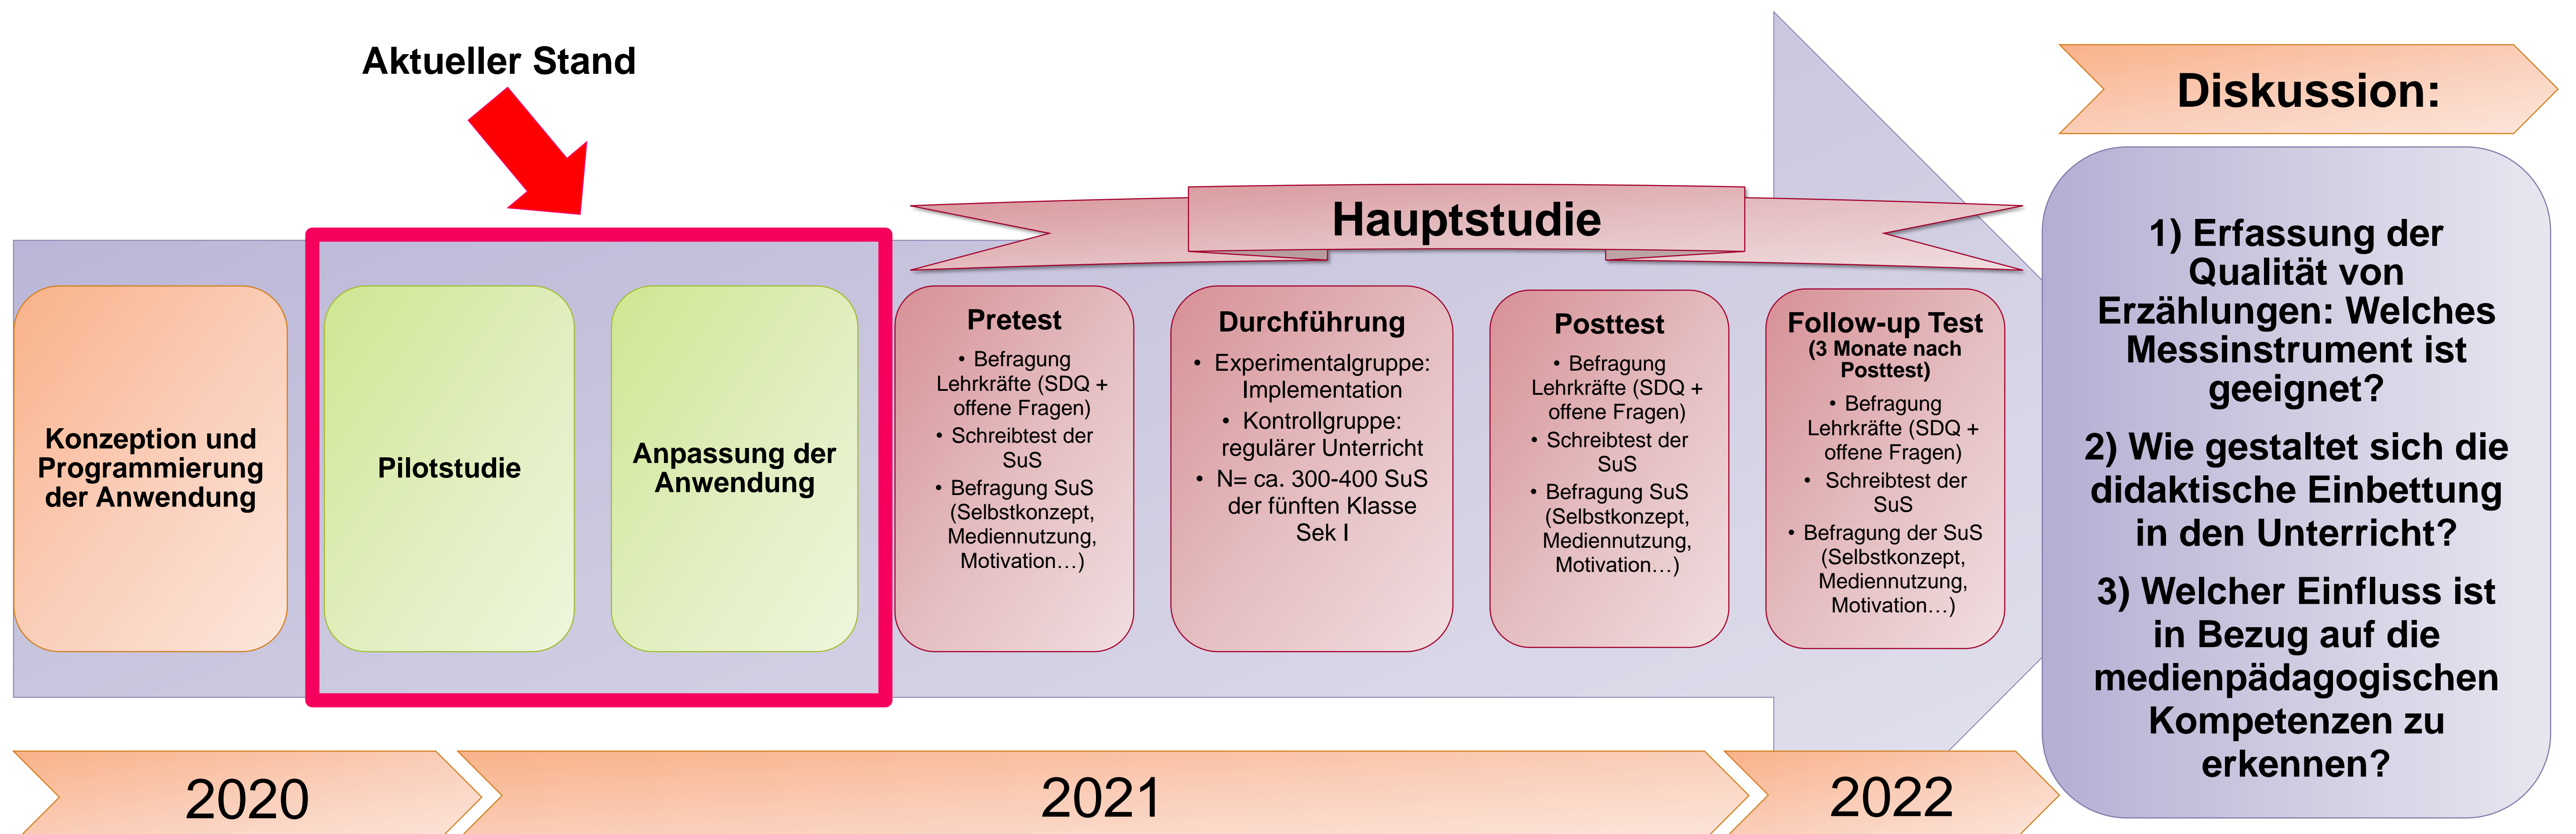 Aktueller Stand
Konzeption und
Programmierung
der Anwendung
Pilotstudie
Anpassung der
Anwendung
Hauptstudie
Pretest
• Befragung
Lehrkräfte (SDQ +
offene Fragen)
• Schreibtest der
SuS
• Befragung SuS
(Selbstkonzept,
Mediennutzung,
Motivation…)
Durchführung
• Experimentalgruppe:
Implementation
• Kontrollgruppe:
regulärer Unterricht
• N= ca. 300-400 SuS
der fünften Klasse
Sek I
Posttest
• Befragung
Lehrkräfte (SDQ +
offene Fragen)
• Schreibtest der
SuS
• Befragung SuS
(Selbstkonzept,
Mediennutzung,
Motivation…)
Follow-up Test
(3 Monate nach
Posttest)
• Befragung
Lehrkräfte (SDQ +
offene Fragen)
• Schreibtest der
SuS
• Befragung der SuS
(Selbstkonzept,
Mediennutzung,
Motivation…)
2020
2021
2022
Diskussion:
1) Erfassung der
Qualität von
Erzählungen: Welches
Messinstrument ist
geeignet?
2) Wie gestaltet sich die
didaktische Einbettung
in den Unterricht?
3) Welcher Einfluss ist
in Bezug auf die
medienpädagogischen
Kompetenzen zu
erkennen?